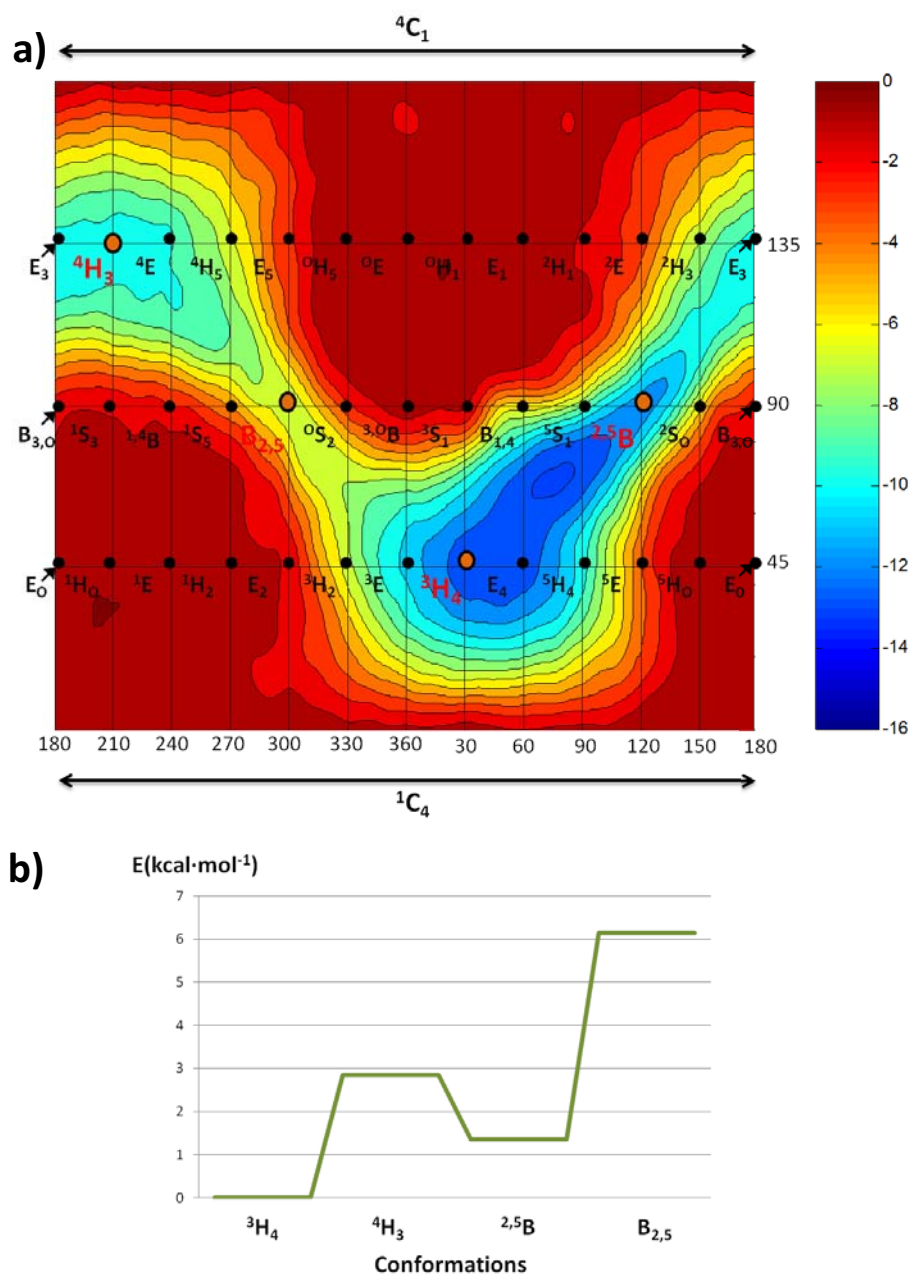 a)
⁴C₁
0
-2
-4
-6
-8
-10
-12
-14
-16
E₃ ⁴H₃ ⁴E ⁴H₅ E₅ ᴼH₅ ᴼE ᴼH₁ E₁ ²H₁ ²E ²H₃ E₃ 135
B₃,ₒ ¹S₃ ¹,⁴B ¹S₅ B₂,₅ ᴼS₂ ³,ᴼB ³S₁ B₁,₄ ⁵S₁ ²,⁵B ²Sₒ B₃,ₒ 90
Eₒ ¹Hₒ ¹E ¹H₂ E₂ ³H₂ ³E ³H₄ E₄ ⁵H₄ ⁵E ⁵Hₒ E₀ 45
180 210 240 270 300 330 360 30 60 90 120 150 180
¹C₄
b)
E(kcal·mol⁻¹)
7
6
5
4
3
2
1
0
³H₄ ⁴H₃ ²,⁵B B₂,₅
Conformations